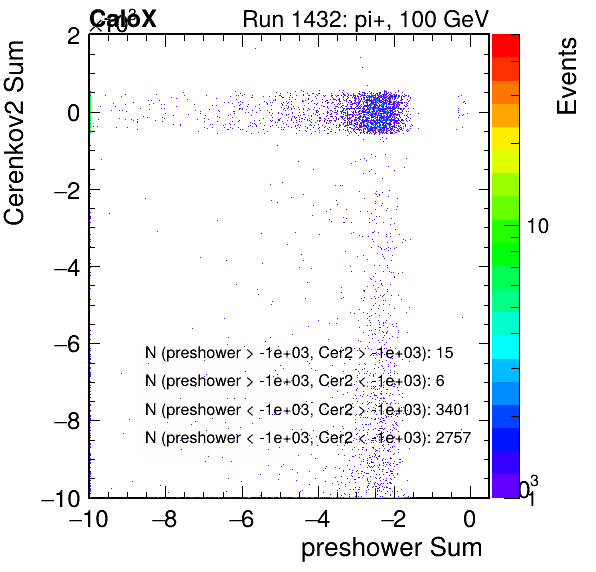 CaloX Run 1432: pi+, 100 GeV
×10³
2
0
−2
−4
−6
−8
−10
Cerenkov2 Sum
N (preshower > -1e+03, Cer2 > -1e+03): 15
N (preshower > -1e+03, Cer2 < -1e+03): 6
N (preshower < -1e+03, Cer2 > -1e+03): 3401
N (preshower < -1e+03, Cer2 < -1e+03): 2757
−10 −8 −6 −4 −2 0
preshower Sum
Events
10
1